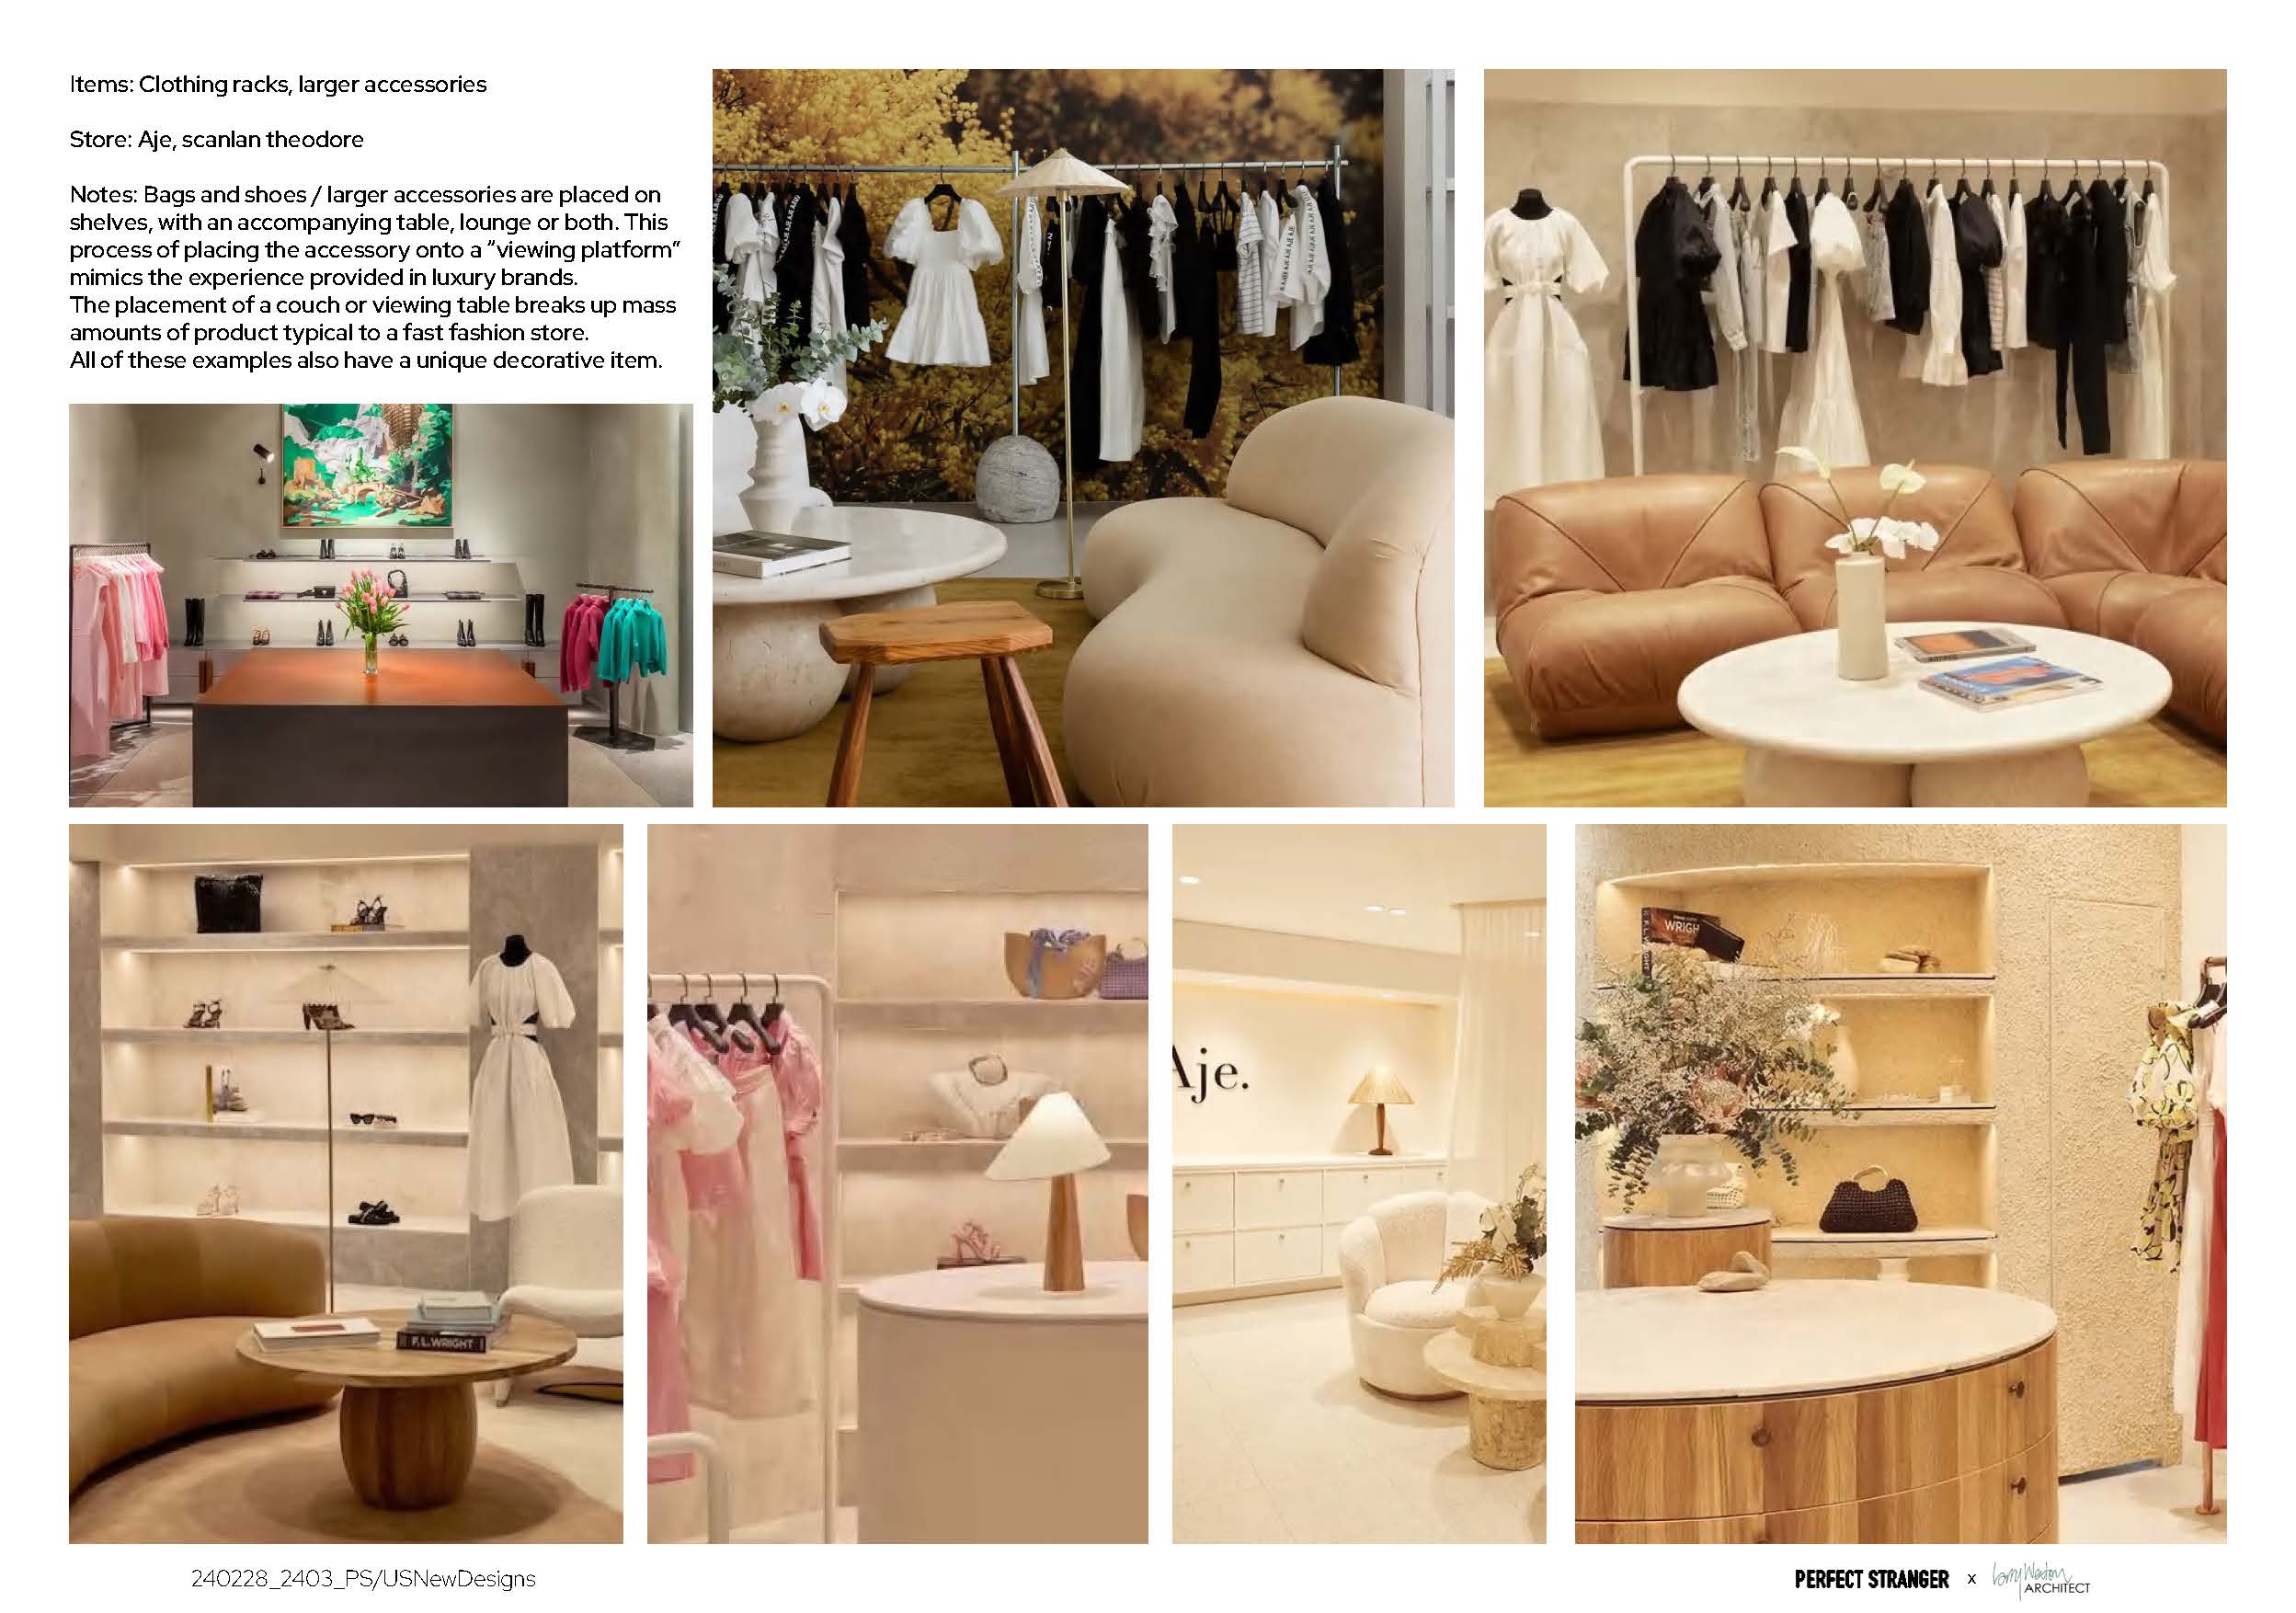 Items: Clothing racks, larger accessories
Store: Aje, scanlan theodore
Notes: Bags and shoes / larger accessories are placed on
shelves, with an accompanying table, lounge or both. This
process of placing the accessory onto a “viewing platform”
mimics the experience provided in luxury brands.
The placement of a couch or viewing table breaks up mass
amounts of product typical to a fast fashion store.
All of these examples also have a unique decorative item.
Aje.
WRIGH
F.L.WRIGHT
240228_2403_PS/USNewDesigns
PERFECT STRANGER x
ARCHITECT